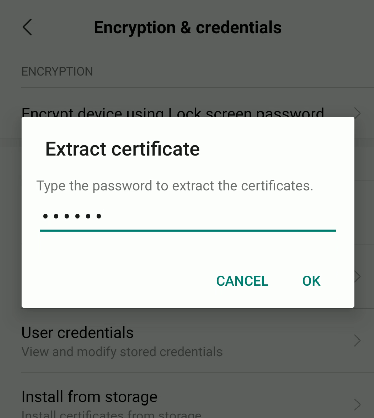 Encryption & credentials
ENCRYPTION
Encrypt device using Lock screen password
Extract certificate
Type the password to extract the certificates.
••••••
CANCEL OK
User credentials
View and modify stored credentials
Install from storage
Install certificates from storage